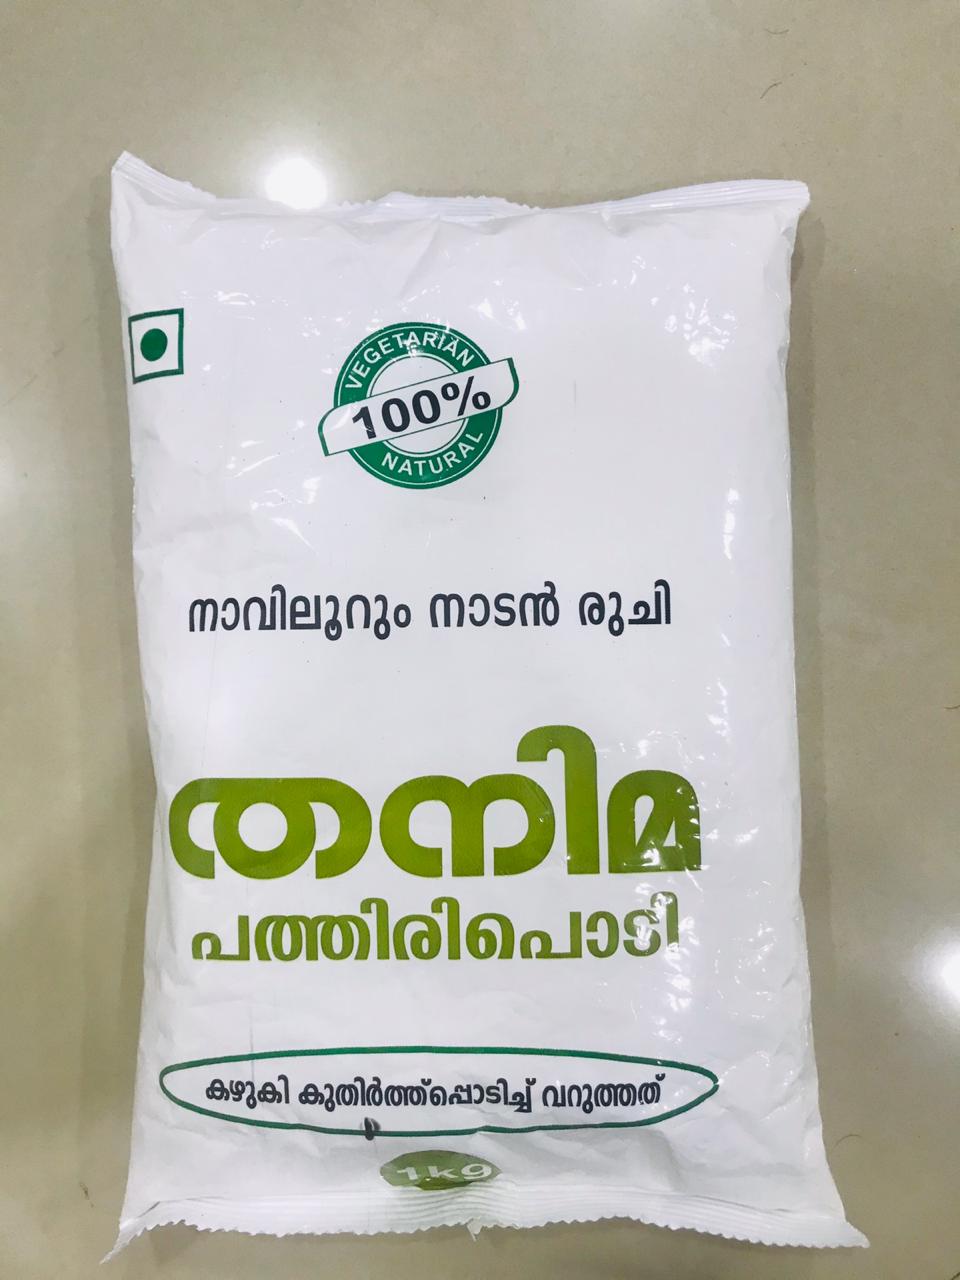 VEGETARIAN
100%
NATURAL
നാവിലൂറും നാടൻ രുചി
തനിമ
പത്തിരിപൊടി
കഴുകി കുതിർത്ത്പ്പൊടിച്ച് വറുത്തത്
1kg